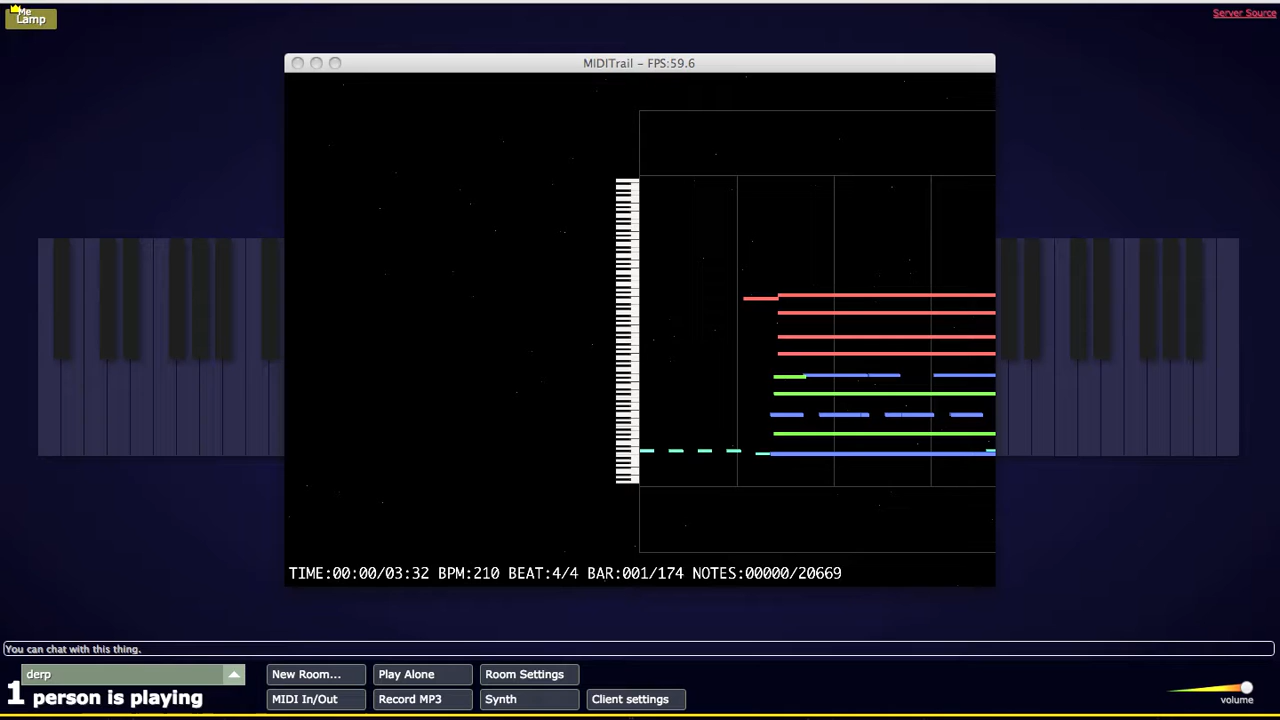 Me
Lamp
Server Source
MIDITrail - FPS:59.6
TIME:00:00/03:32 BPM:210 BEAT:4/4 BAR:001/174 NOTES:00000/20669
You can chat with this thing.
derp
New Room...
Play Alone
Room Settings
1 person is playing
MIDI In/Out
Record MP3
Synth
Client settings
volume